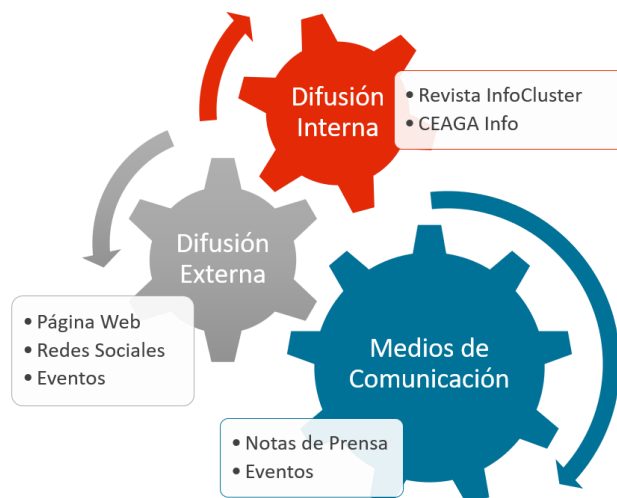 Difusión
Interna
• Revista InfoCluster
• CEAGA Info
Difusión
Externa
• Página Web
• Redes Sociales
• Eventos
Medios de
Comunicación
• Notas de Prensa
• Eventos